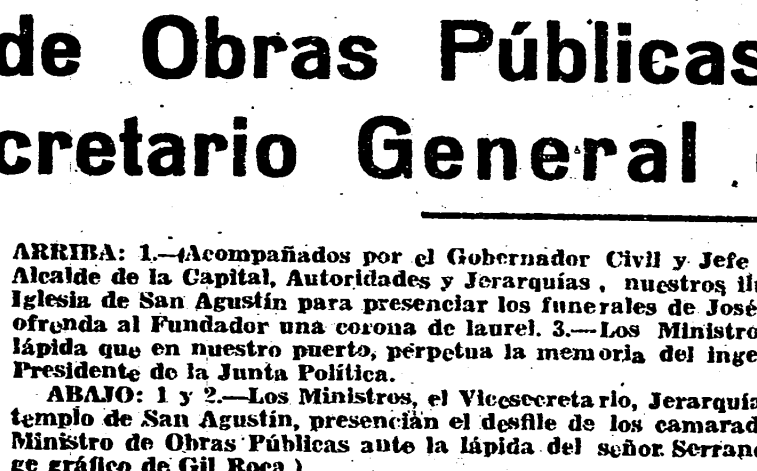 de Obras Públicas
cretario General
ARRIBA: 1.—(Acompañados por el Gobernador Civil y Jefe
Alcalde de la Capital, Autoridades y Jerarquías , nuestros ilu
Iglesia de San Agustín para presenciar los funerales de José
ofrenda al Fundador una corona de laurel. 3.—Los Ministro
lápida que en nuestro puerto, perpetua la memoria del inge
Presidente de la Junta Política.
ABAJO: 1 y 2.—Los Ministros, el Vicesecretario, Jerarquía
templo de San Agustín, presencian el desfile de los camarad
Ministro de Obras Públicas ante la lápida del señor Serrano
ge gráfico de Gil Roca )